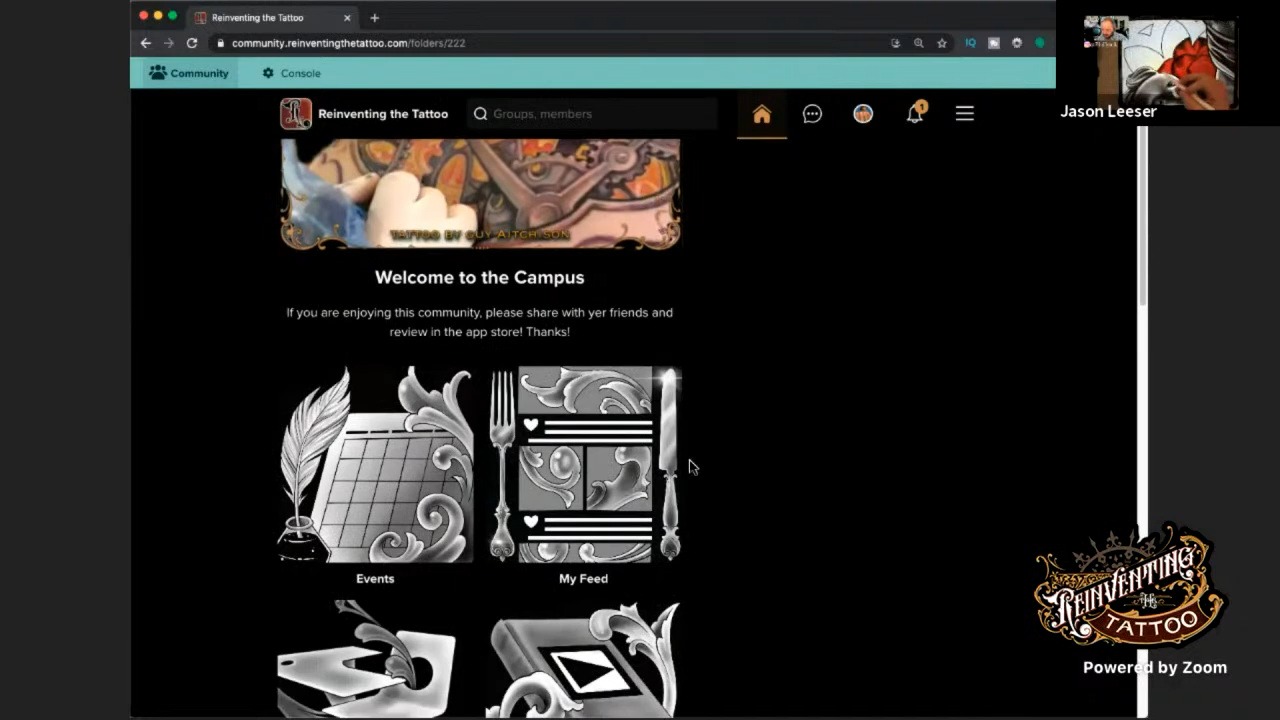 Reinventing the Tattoo
community.reinventingthetattoo.com/folders/222
Community
Console
Reinventing the Tattoo
Groups, members
1
Jason Leeser
TATTOO BY GUY AITCHISON
Welcome to the Campus
If you are enjoying this community, please share with yer friends and
review in the app store! Thanks!
Events
My Feed
REINVENTING
THE
TATTOO
Powered by Zoom